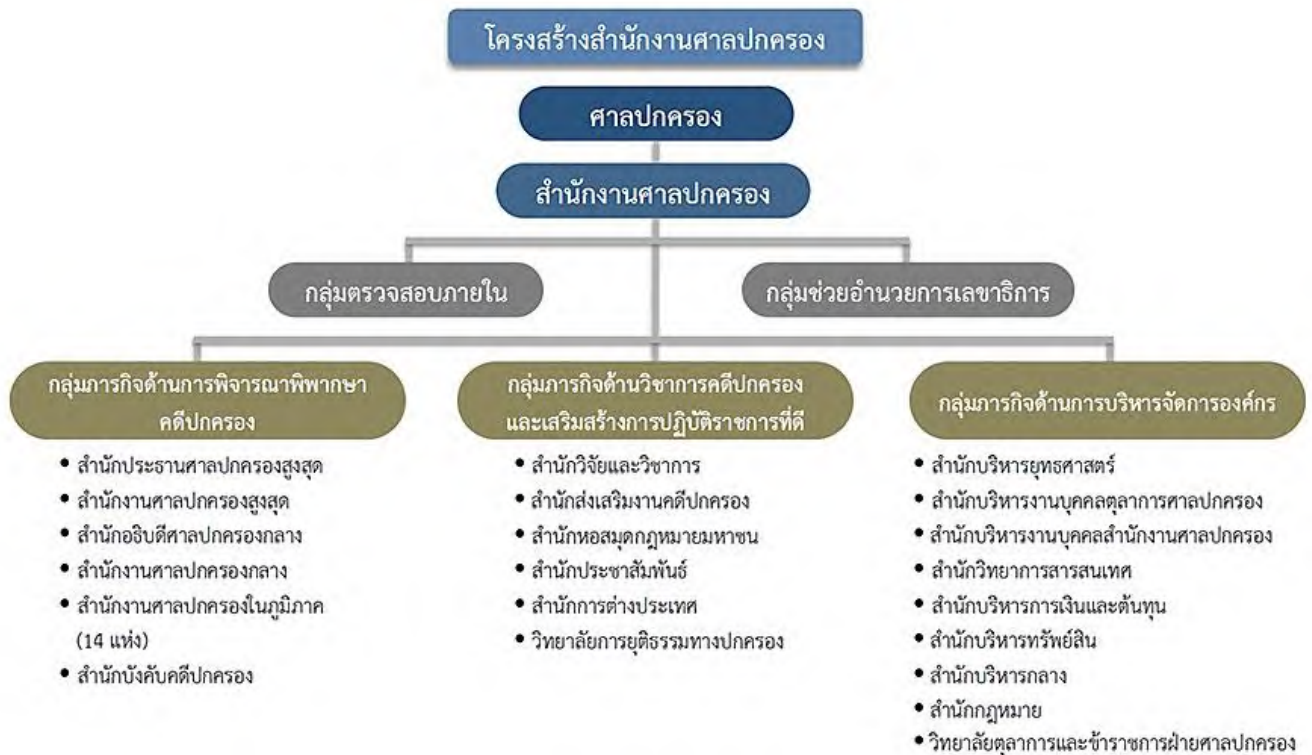 โครงสร้างสำนักงานศาลปกครอง
ศาลปกครอง
สำนักงานศาลปกครอง
กลุ่มตรวจสอบภายใน
กลุ่มช่วยอำนวยการเลขาธิการ
กลุ่มภารกิจด้านการพิจารณาพิพากษา
คดีปกครอง
• สำนักประธานศาลปกครองสูงสุด
• สำนักงานศาลปกครองสูงสุด
• สำนักอธิบดีศาลปกครองกลาง
• สำนักงานศาลปกครองกลาง
• สำนักงานศาลปกครองในภูมิภาค
(14 แห่ง)
• สำนักบังคับคดีปกครอง
กลุ่มภารกิจด้านวิชาการคดีปกครอง
และเสริมสร้างการปฏิบัติราชการที่ดี
• สำนักวิจัยและวิชาการ
• สำนักส่งเสริมงานคดีปกครอง
• สำนักหอสมุดกฎหมายมหาชน
• สำนักประชาสัมพันธ์
• สำนักการต่างประเทศ
• วิทยาลัยการยุติธรรมทางปกครอง
กลุ่มภารกิจด้านการบริหารจัดการองค์กร
• สำนักบริหารยุทธศาสตร์
• สำนักบริหารงานบุคคลตุลาการศาลปกครอง
• สำนักบริหารงานบุคคลสำนักงานศาลปกครอง
• สำนักวิทยาการสารสนเทศ
• สำนักบริหารการเงินและต้นทุน
• สำนักบริหารทรัพย์สิน
• สำนักบริหารกลาง
• สำนักกฎหมาย
• วิทยาลัยตุลาการและข้าราชการฝ่ายศาลปกครอง